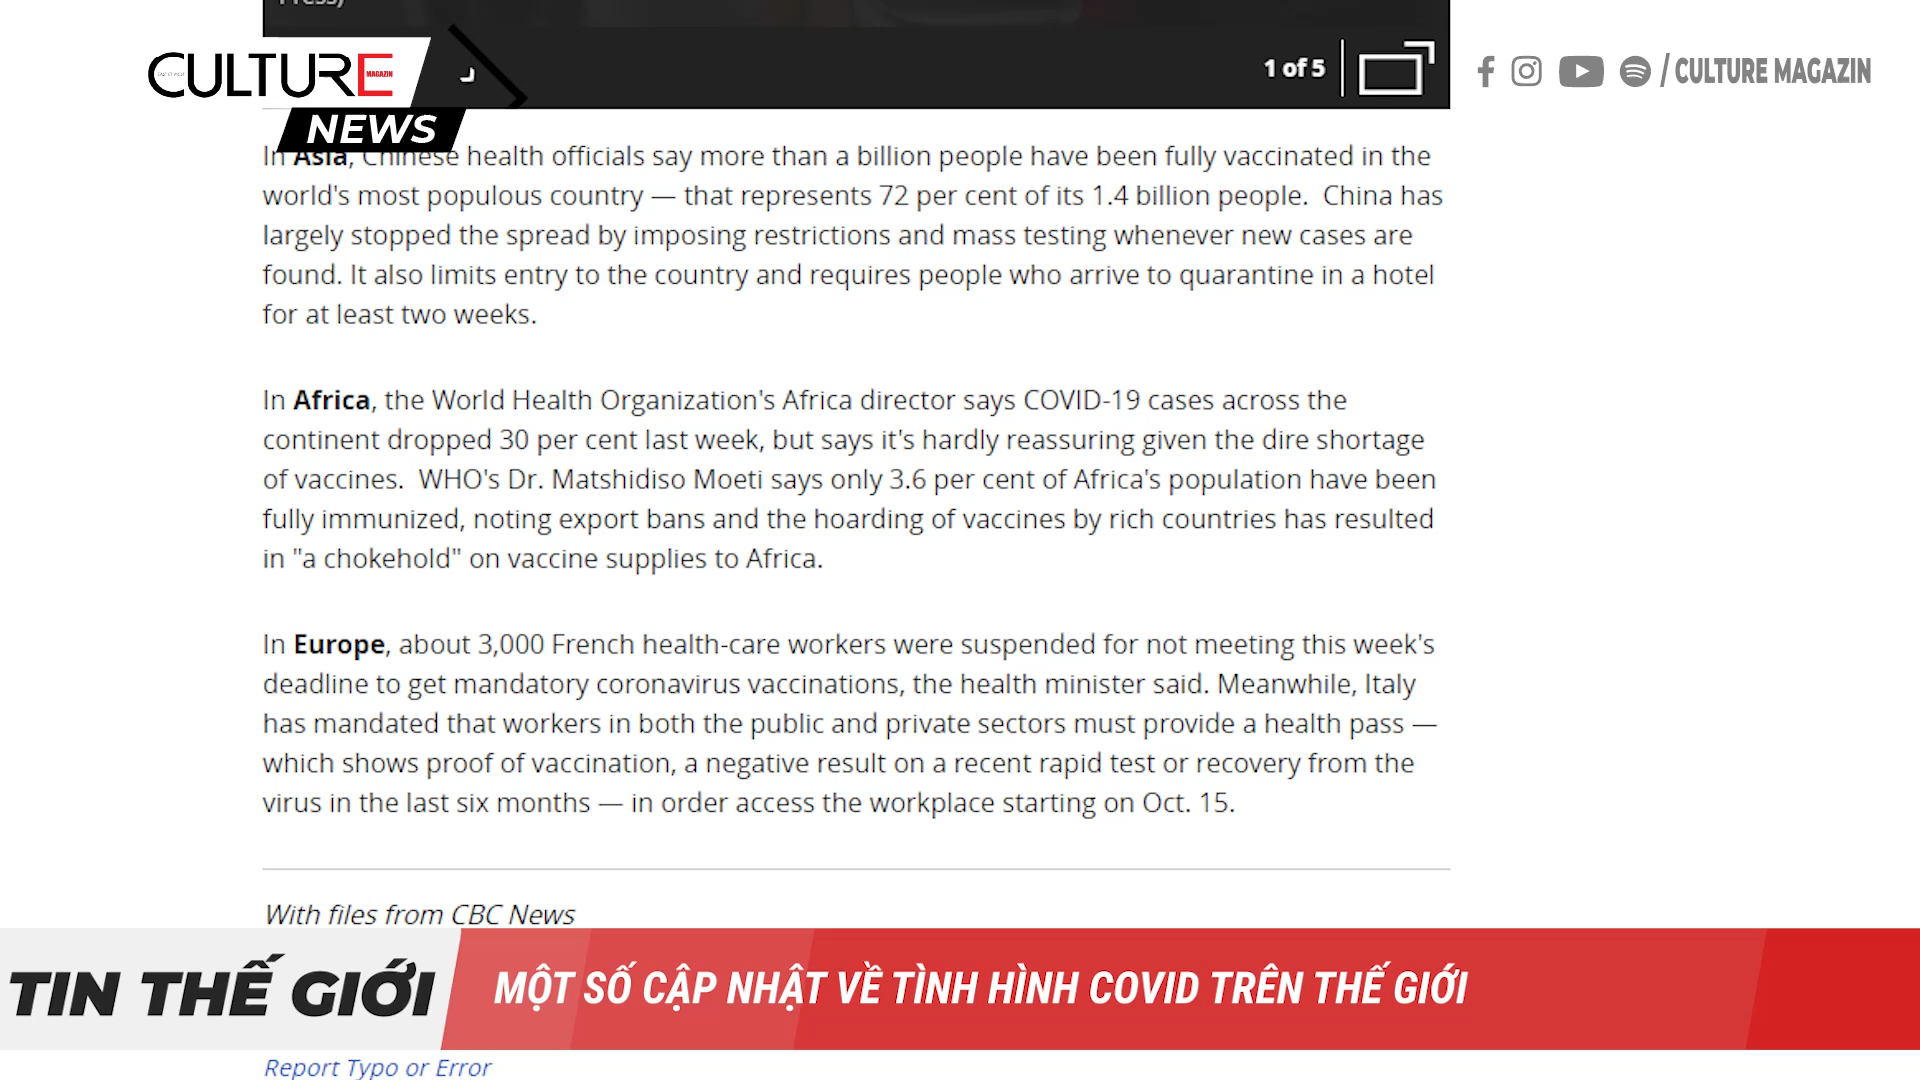 1 of 5
CULTURE MAGAZIN
/ CULTURE MAGAZIN
NEWS
In Asia, Chinese health officials say more than a billion people have been fully vaccinated in the
world's most populous country — that represents 72 per cent of its 1.4 billion people. China has
largely stopped the spread by imposing restrictions and mass testing whenever new cases are
found. It also limits entry to the country and requires people who arrive to quarantine in a hotel
for at least two weeks.
In Africa, the World Health Organization's Africa director says COVID-19 cases across the
continent dropped 30 per cent last week, but says it's hardly reassuring given the dire shortage
of vaccines. WHO's Dr. Matshidiso Moeti says only 3.6 per cent of Africa's population have been
fully immunized, noting export bans and the hoarding of vaccines by rich countries has resulted
in "a chokehold" on vaccine supplies to Africa.
In Europe, about 3,000 French health-care workers were suspended for not meeting this week's
deadline to get mandatory coronavirus vaccinations, the health minister said. Meanwhile, Italy
has mandated that workers in both the public and private sectors must provide a health pass —
which shows proof of vaccination, a negative result on a recent rapid test or recovery from the
virus in the last six months — in order access the workplace starting on Oct. 15.
With files from CBC News
TIN THẾ GIỚI
MỘT SỐ CẬP NHẬT VỀ TÌNH HÌNH COVID TRÊN THẾ GIỚI
Report Typo or Error